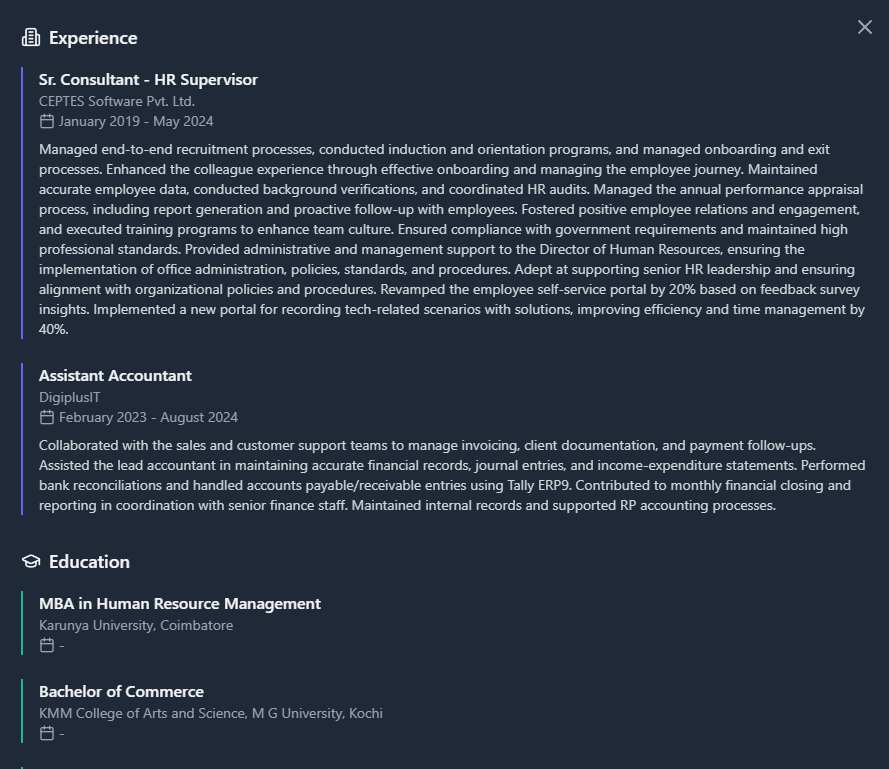 Experience
Sr. Consultant - HR Supervisor
CEPTES Software Pvt. Ltd.
January 2019 - May 2024
Managed end-to-end recruitment processes, conducted induction and orientation programs, and managed onboarding and exit
processes. Enhanced the colleague experience through effective onboarding and managing the employee journey. Maintained
accurate employee data, conducted background verifications, and coordinated HR audits. Managed the annual performance appraisal
process, including report generation and proactive follow-up with employees. Fostered positive employee relations and engagement,
and executed training programs to enhance team culture. Ensured compliance with government requirements and maintained high
professional standards. Provided administrative and management support to the Director of Human Resources, ensuring the
implementation of office administration, policies, standards, and procedures. Adept at supporting senior HR leadership and ensuring
alignment with organizational policies and procedures. Revamped the employee self-service portal by 20% based on feedback survey
insights. Implemented a new portal for recording tech-related scenarios with solutions, improving efficiency and time management by
40%.
Assistant Accountant
DigiplusIT
February 2023 - August 2024
Collaborated with the sales and customer support teams to manage invoicing, client documentation, and payment follow-ups.
Assisted the lead accountant in maintaining accurate financial records, journal entries, and income-expenditure statements. Performed
bank reconciliations and handled accounts payable/receivable entries using Tally ERP9. Contributed to monthly financial closing and
reporting in coordination with senior finance staff. Maintained internal records and supported RP accounting processes.
Education
MBA in Human Resource Management
Karunya University, Coimbatore
-
Bachelor of Commerce
KMM College of Arts and Science, M G University, Kochi
-